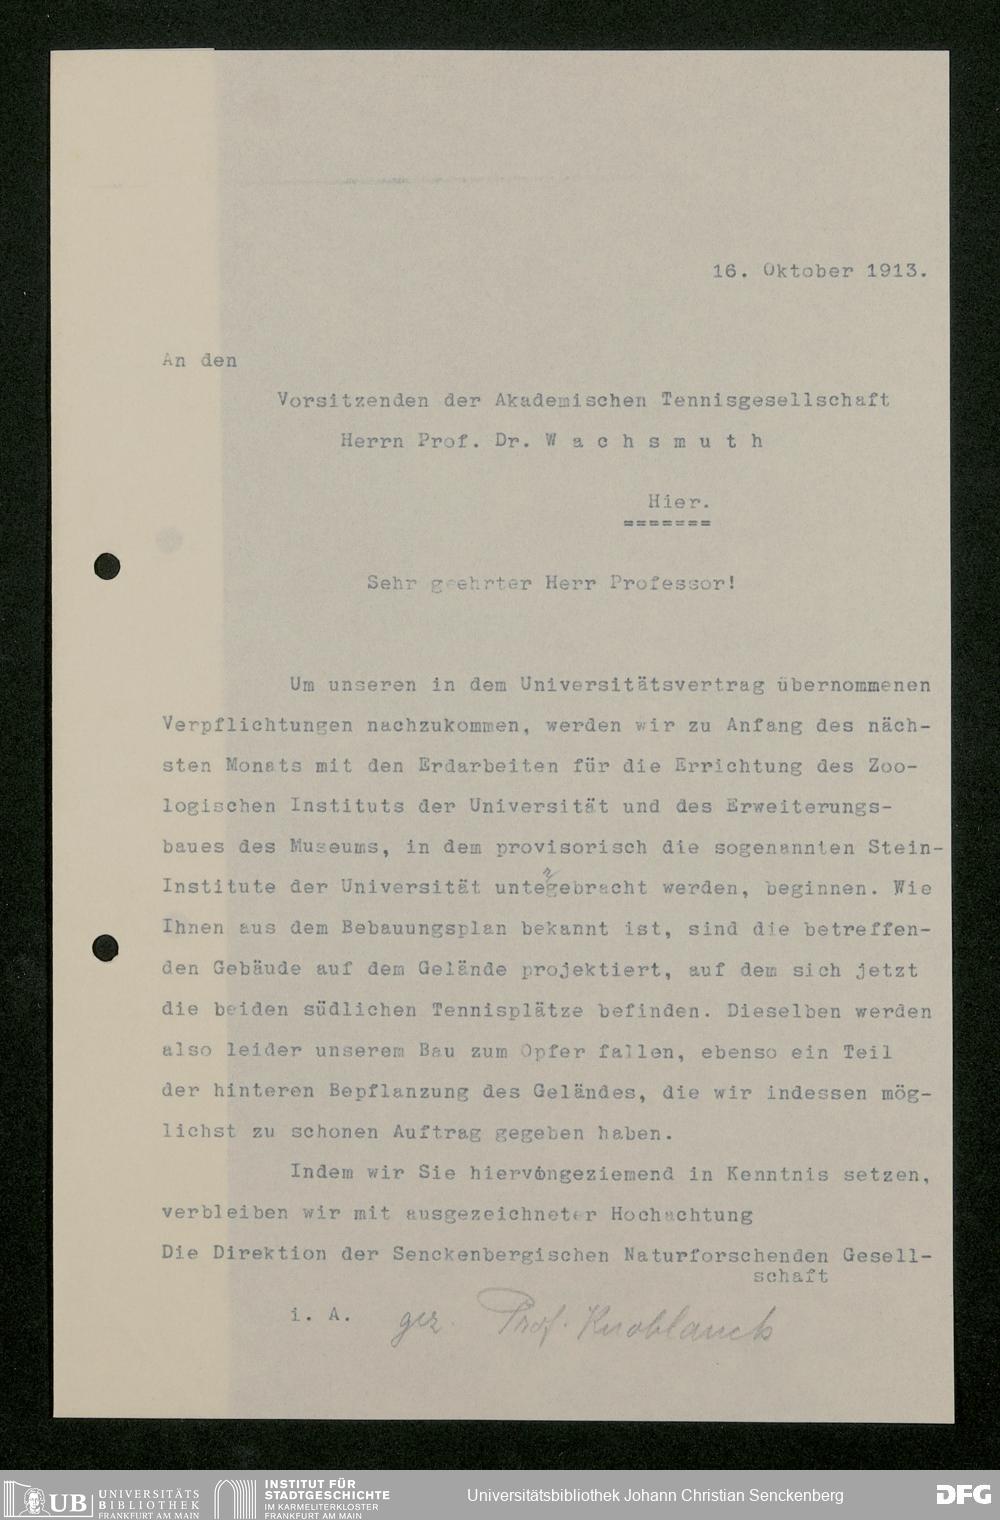 16. Oktober 1913.
An den
Vorsitzenden der Akademischen Tennisgesellschaft
Herrn Prof. Dr. W a c h s m u t h
Hier.
=======
Sehr geehrter Herr Professor!
Um unseren in dem Universitätsvertrag übernommenen
Verpflichtungen nachzukommen, werden wir zu Anfang des näch-
sten Monats mit den Erdarbeiten für die Errichtung des Zoo-
logischen Instituts der Universität und des Erweiterungs-
baues des Museums, in dem provisorisch die sogenannten Stein-
r
Institute der Universität untegebracht werden, beginnen. Wie
Ihnen aus dem Bebauungsplan bekannt ist, sind die betreffen-
den Gebäude auf dem Gelände projektiert, auf dem sich jetzt
die beiden südlichen Tennisplätze befinden. Dieselben werden
also leider unserem Bau zum Opfer fallen, ebenso ein Teil
der hinteren Bepflanzung des Geländes, die wir indessen mög-
lichst zu schonen Auftrag gegeben haben.
Indem wir Sie hiervongeziemend in Kenntnis setzen,
verbleiben wir mit ausgezeichneter Hochachtung
Die Direktion der Senckenbergischen Naturforschenden Gesell-
schaft
i. A. gez. Prof. Knoblauch
UB UNIVERSITÄTS
BIBLIOTHEK
FRANKFURT AM MAIN
INSTITUT FÜR
STADTGESCHICHTE
IM KARMELITERKLOSTER
FRANKFURT AM MAIN
Universitätsbibliothek Johann Christian Senckenberg
DFG